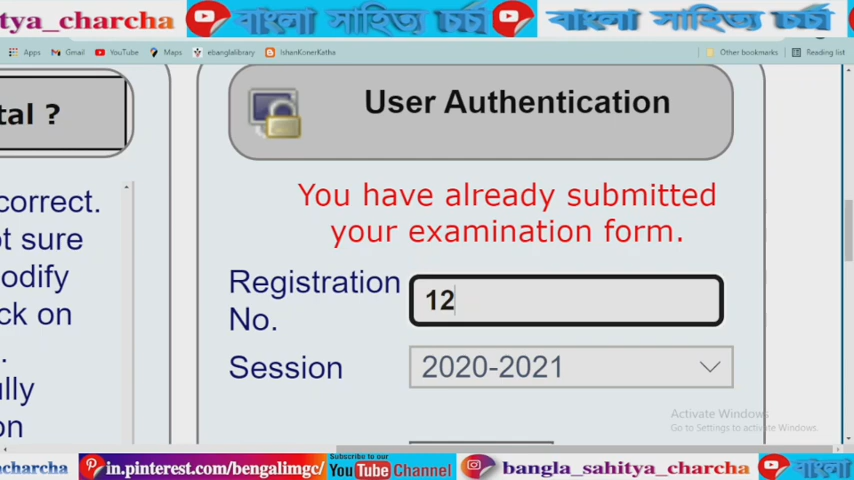 tya_charcha বাংলা সাহিত্য চর্চা বাংলা সাহিত্য চর্চা
Apps Gmail YouTube Maps ebanglalibrary IshanKonerKatha Other bookmarks Reading list
tal ?
User Authentication
correct.
ot sure
odify
ck on
.
ully
on
You have already submitted
your examination form.
Registration
No.
12
Session
2020-2021
Activate Windows
Go to Settings to activate Windows.
charcha in.pinterest.com/bengalimgc/ Subscribe to our
YouTube Channel bangla_sahitya_charcha বাংলা